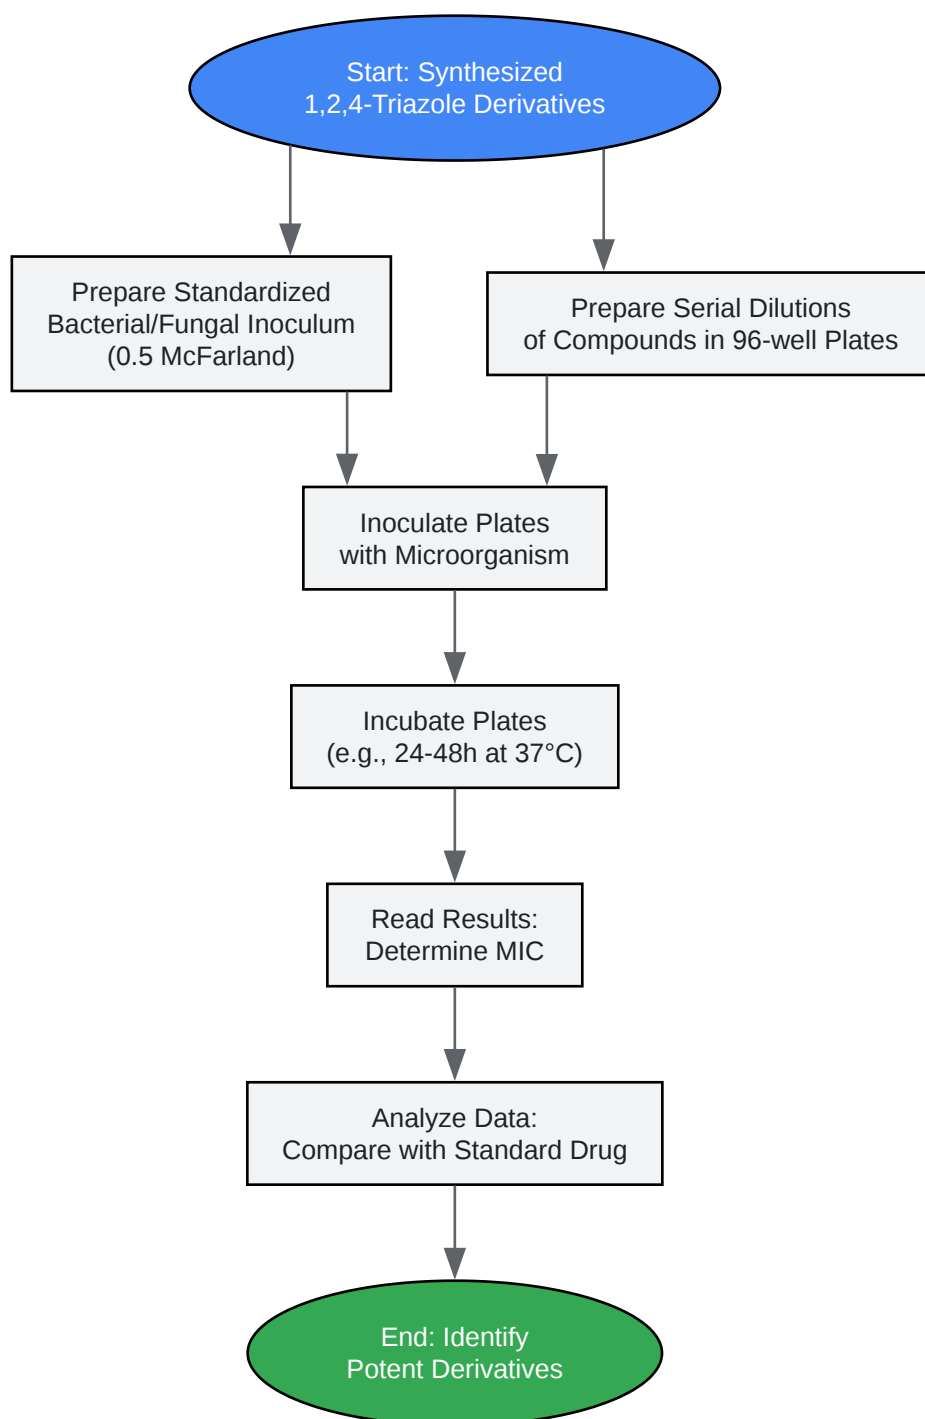 Start: Synthesized
1,2,4-Triazole Derivatives
Prepare Standardized
Bacterial/Fungal Inoculum
(0.5 McFarland)
Prepare Serial Dilutions
of Compounds in 96-well Plates
Inoculate Plates
with Microorganism
Incubate Plates
(e.g., 24-48h at 37°C)
Read Results:
Determine MIC
Analyze Data:
Compare with Standard Drug
End: Identify
Potent Derivatives